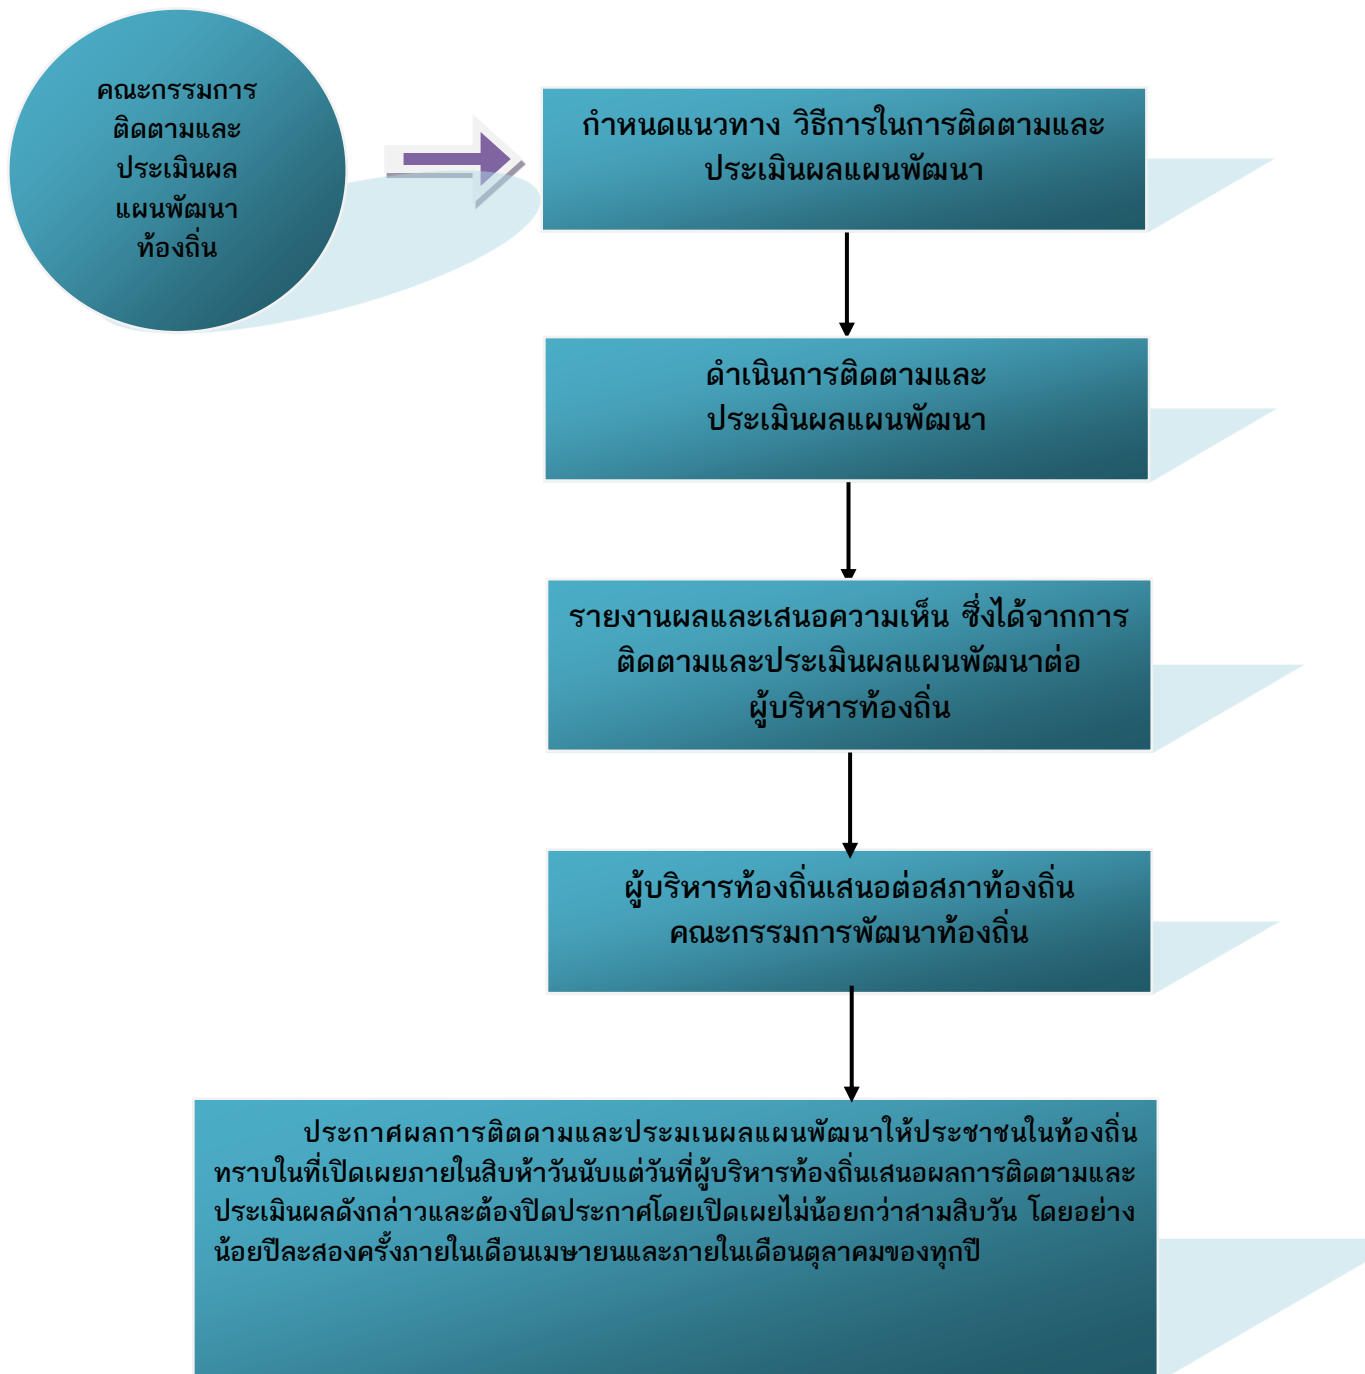 คณะกรรมการ
ติดตามและ
ประเมินผล
แผนพัฒนา
ท้องถิ่น
กำหนดแนวทาง วิธีการในการติดตามและ
ประเมินผลแผนพัฒนา
ดำเนินการติดตามและ
ประเมินผลแผนพัฒนา
รายงานผลและเสนอความเห็น ซึ่งได้จากการ
ติดตามและประเมินผลแผนพัฒนาต่อ
ผู้บริหารท้องถิ่น
ผู้บริหารท้องถิ่นเสนอต่อสภาท้องถิ่น
คณะกรรมการพัฒนาท้องถิ่น
ประกาศผลการติตดามและประมเนผลแผนพัฒนาให้ประชาชนในท้องถิ่น
ทราบในที่เปิดเผยภายในสิบห้าวันนับแต่วันที่ผู้บริหารท้องถิ่นเสนอผลการติดตามและ
ประเมินผลดังกล่าวและต้องปิดประกาศโดยเปิดเผยไม่น้อยกว่าสามสิบวัน โดยอย่าง
น้อยปีละสองครั้งภายในเดือนเมษายนและภายในเดือนตุลาคมของทุกปี